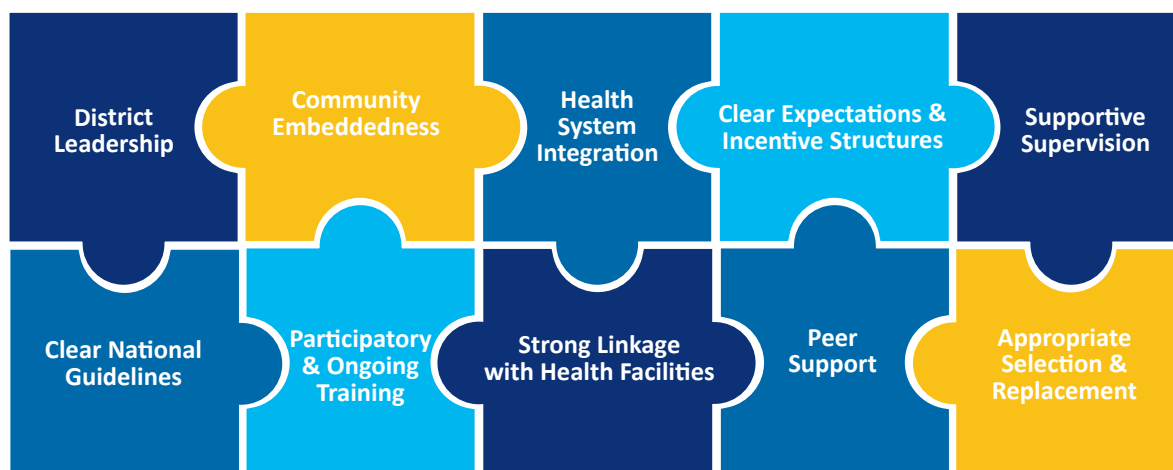 District
Leadership
Community
Embeddedness
Health
System
Integration
Clear Expectations &
Incentive Structures
Supportive
Supervision
Clear National
Guidelines
Participatory
& Ongoing
Training
Strong Linkage
with Health Facilities
Peer
Support
Appropriate
Selection &
Replacement